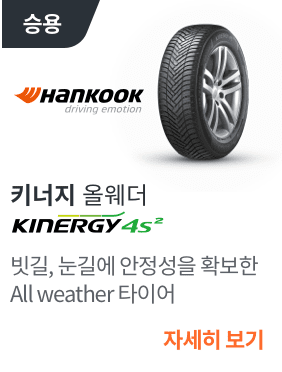 승용
HANKOOK
driving emotion
키너지 올웨더
KINERGY 4S²
빗길, 눈길에 안정성을 확보한
All weather 타이어
자세히 보기